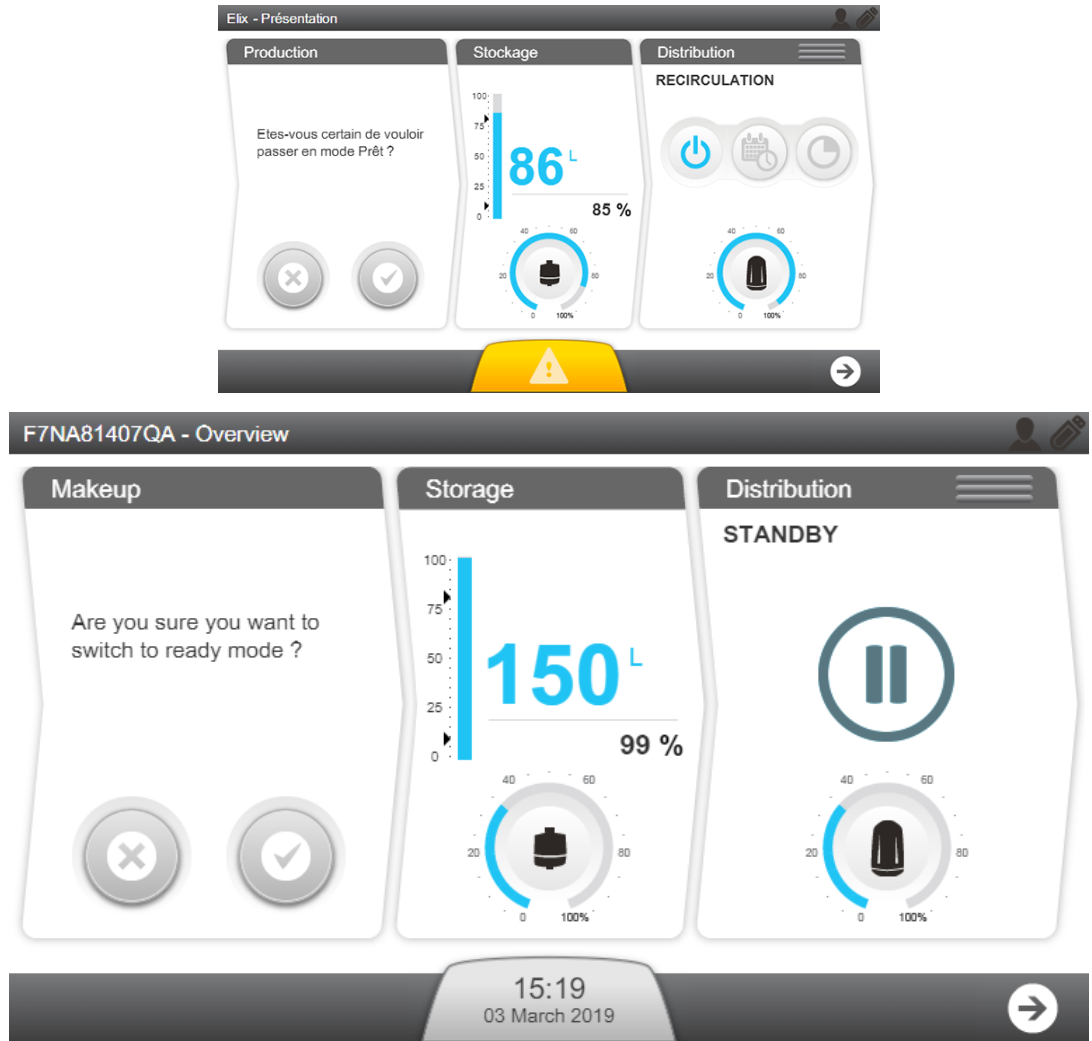 Elix - Présentation
Production
Etes-vous certain de vouloir
passer en mode Prêt ?
Stockage
100
75
50
25
0
86 L
85 %
40
60
20
80
0
100%
Distribution
RECIRCULATION
40
60
20
80
0
100%
F7NA81407QA - Overview
Makeup
Are you sure you want to
switch to ready mode ?
Storage
100
75
50
25
0
150 L
99 %
40
60
20
80
0
100%
Distribution
STANDBY
40
60
20
80
0
100%
15:19
03 March 2019